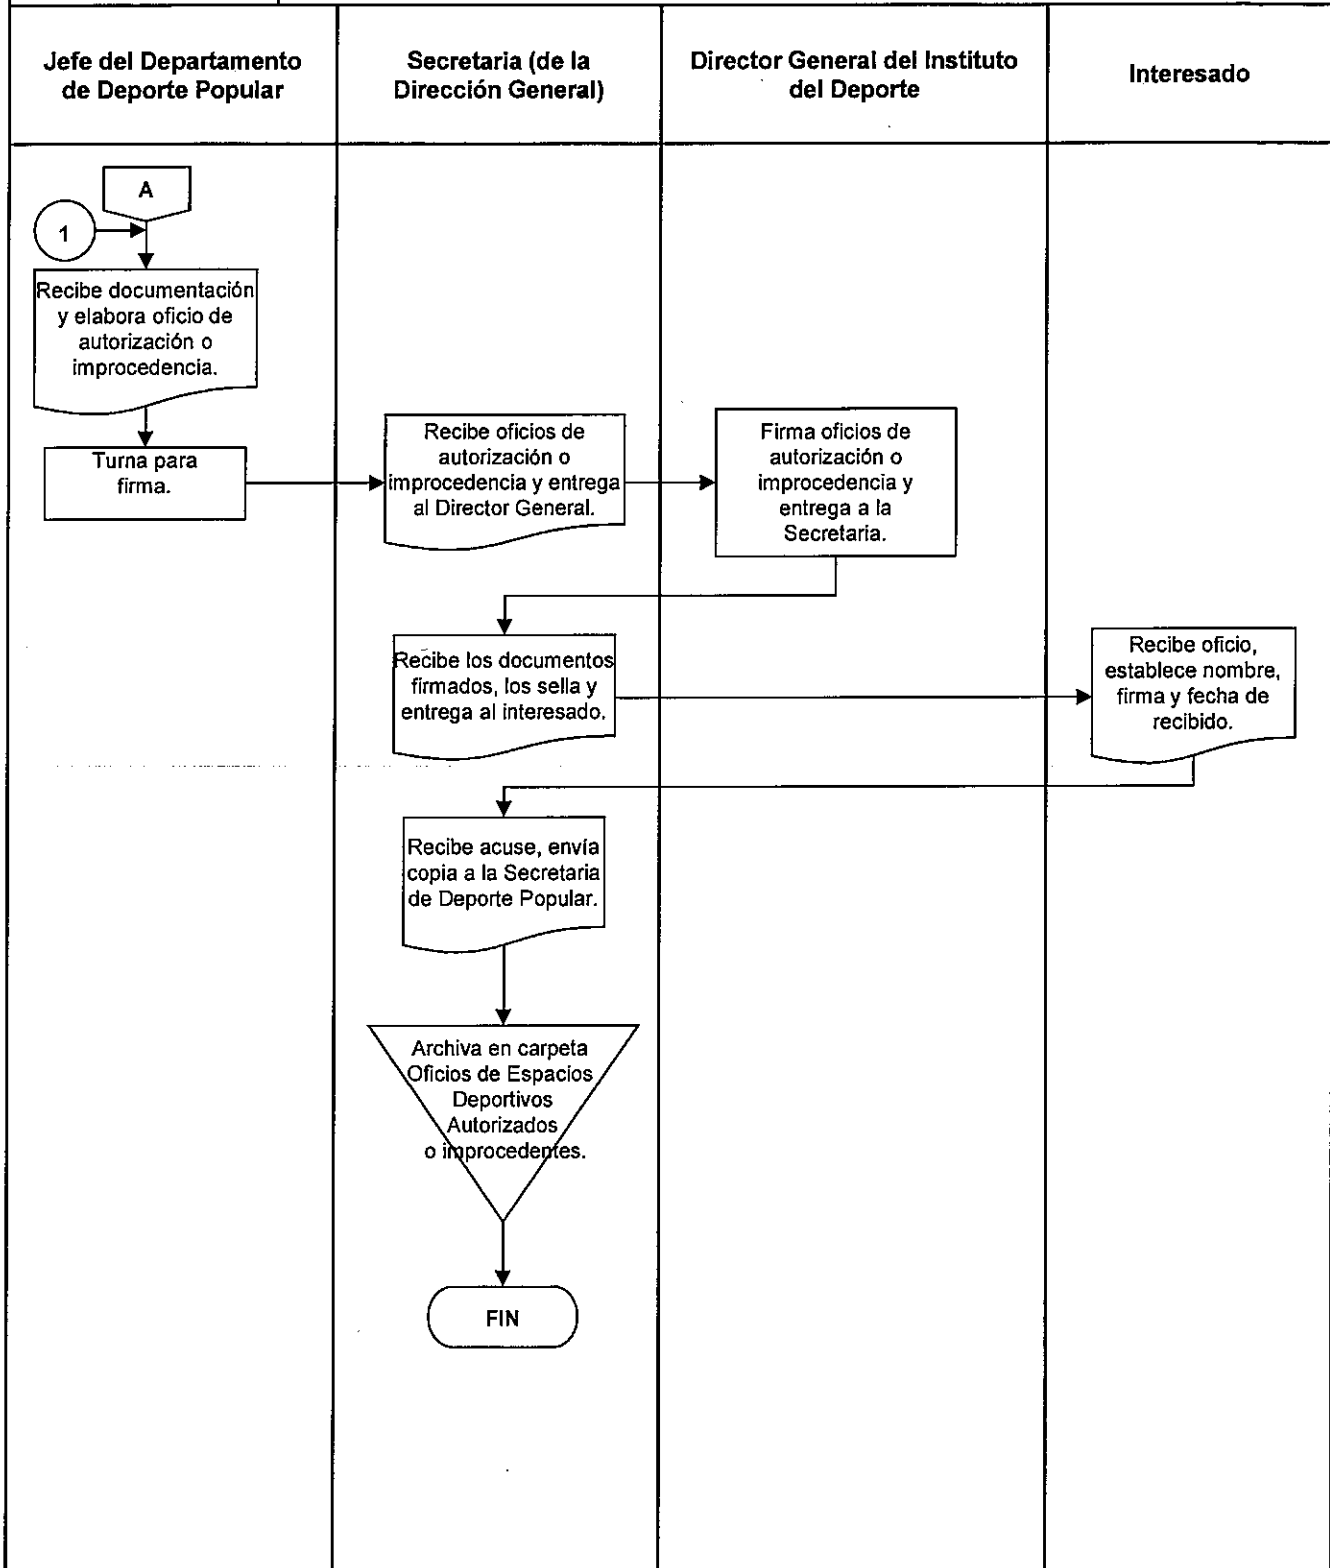 Jefe del Departamento
de Deporte Popular
Secretaria (de la
Dirección General)
Director General del Instituto
del Deporte
Interesado
A
1
Recibe documentación
y elabora oficio de
autorización o
improcedencia.
Turna para
firma.
Recibe oficios de
autorización o
improcedencia y entrega
al Director General.
Firma oficios de
autorización o
improcedencia y
entrega a la
Secretaria.
Recibe los documentos
firmados, los sella y
entrega al interesado.
Recibe oficio,
establece nombre,
firma y fecha de
recibido.
Recibe acuse, envía
copia a la Secretaria
de Deporte Popular.
Archiva en carpeta
Oficios de Espacios
Deportivos
Autorizados
o improcedentes.
FIN